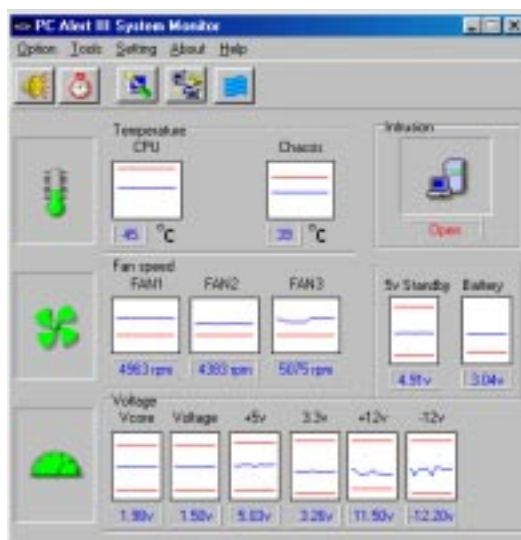 PC Alert III System Monitor
Option Tools Setting About Help
Temperature
CPU
Chassis
Intrusion
45 °C
39 °C
Open
Fan speed
FAN1 FAN2 FAN3
5v Standby Battery
4963 rpm 4383 rpm 5075 rpm
4.91v 3.04v
Voltage
Vcore Voltage +5v 3.3v +12v -12v
1.98v 1.50v 5.03v 3.28v 11.50v -12.20v